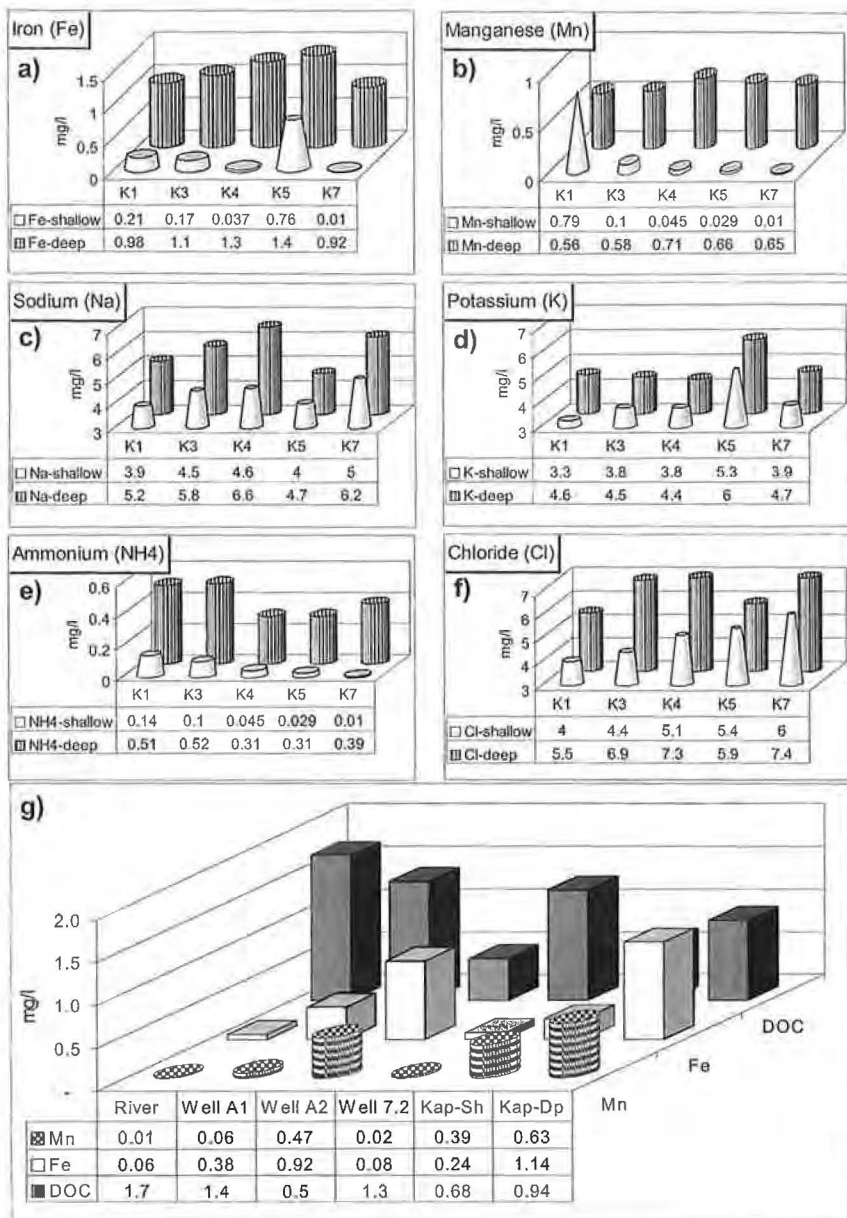 Iron (Fe)
a)
1.5
1
0.5
0
mg/l
K1 K3 K4 K5 K7
Fe-shallow 0.21 0.17 0.037 0.76 0.01
Fe-deep 0.98 1.1 1.3 1.4 0.92
Manganese (Mn)
b)
1
0.5
0
mg/l
K1 K3 K4 K5 K7
Mn-shallow 0.79 0.1 0.045 0.029 0.01
Mn-deep 0.56 0.58 0.71 0.66 0.65
Sodium (Na)
c)
7
6
5
4
3
mg/l
K1 K3 K4 K5 K7
Na-shallow 3.9 4.5 4.6 4 5
Na-deep 5.2 5.8 6.6 4.7 6.2
Potassium (K)
d)
7
6
5
4
3
mg/l
K1 K3 K4 K5 K7
K-shallow 3.3 3.8 3.8 5.3 3.9
K-deep 4.6 4.5 4.4 6 4.7
Ammonium (NH4)
e)
0.6
0.4
0.2
0
mg/l
K1 K3 K4 K5 K7
NH4-shallow 0.14 0.1 0.045 0.029 0.01
NH4-deep 0.51 0.52 0.31 0.31 0.39
Chloride (Cl)
f)
7
6
5
4
3
mg/l
K1 K3 K4 K5 K7
Cl-shallow 4 4.4 5.1 5.4 6
Cl-deep 5.5 6.9 7.3 5.9 7.4
g)
2.0
1.5
1.0
0.5
-
mg/l
DOC
Fe
Mn
River Well A1 Well A2 Well 7.2 Kap-Sh Kap-Dp
Mn 0.01 0.06 0.47 0.02 0.39 0.63
Fe 0.06 0.38 0.92 0.08 0.24 1.14
DOC 1.7 1.4 0.5 1.3 0.68 0.94